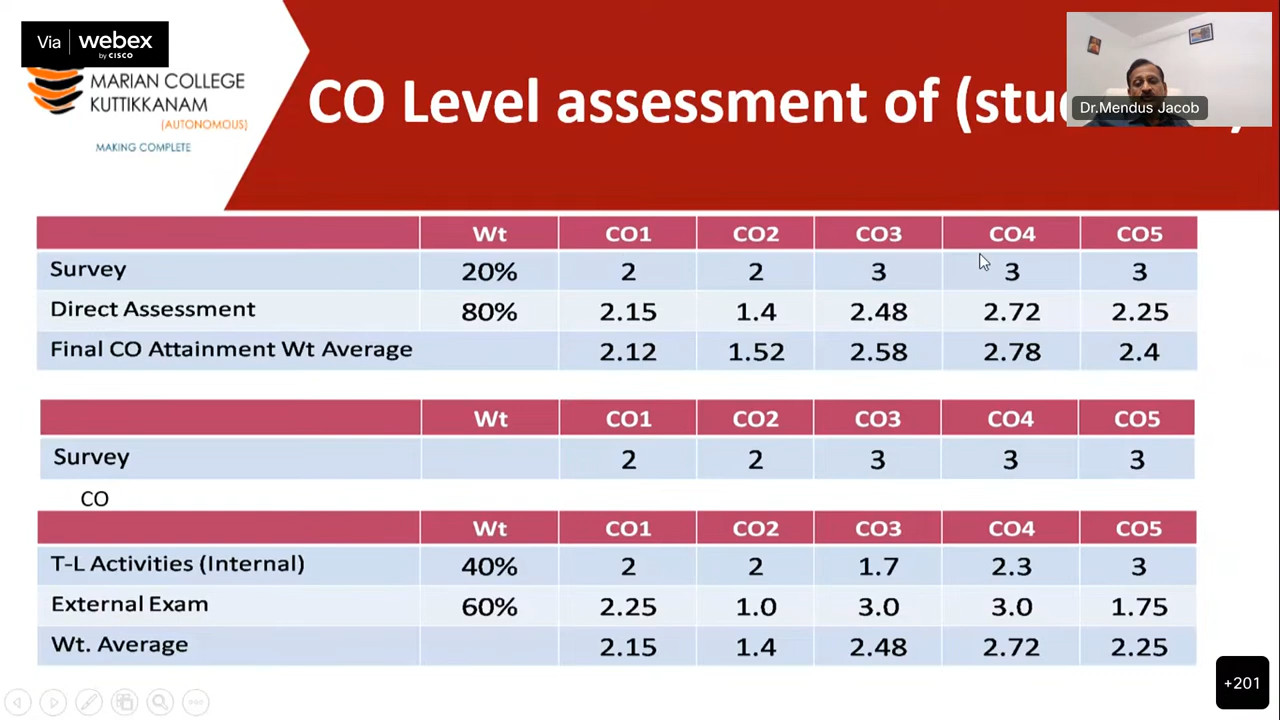 Via webex
by CISCO
MARIAN COLLEGE
KUTTIKKANAM
(AUTONOMOUS)
MAKING COMPLETE
CO Level assessment of (stu
Dr.Mendus Jacob
Wt CO1 CO2 CO3 CO4 CO5
Survey 20% 2 2 3 3 3
Direct Assessment 80% 2.15 1.4 2.48 2.72 2.25
Final CO Attainment Wt Average 2.12 1.52 2.58 2.78 2.4
Wt CO1 CO2 CO3 CO4 CO5
Survey 2 2 3 3 3
CO
Wt CO1 CO2 CO3 CO4 CO5
T-L Activities (Internal) 40% 2 2 1.7 2.3 3
External Exam 60% 2.25 1.0 3.0 3.0 1.75
Wt. Average 2.15 1.4 2.48 2.72 2.25
+201